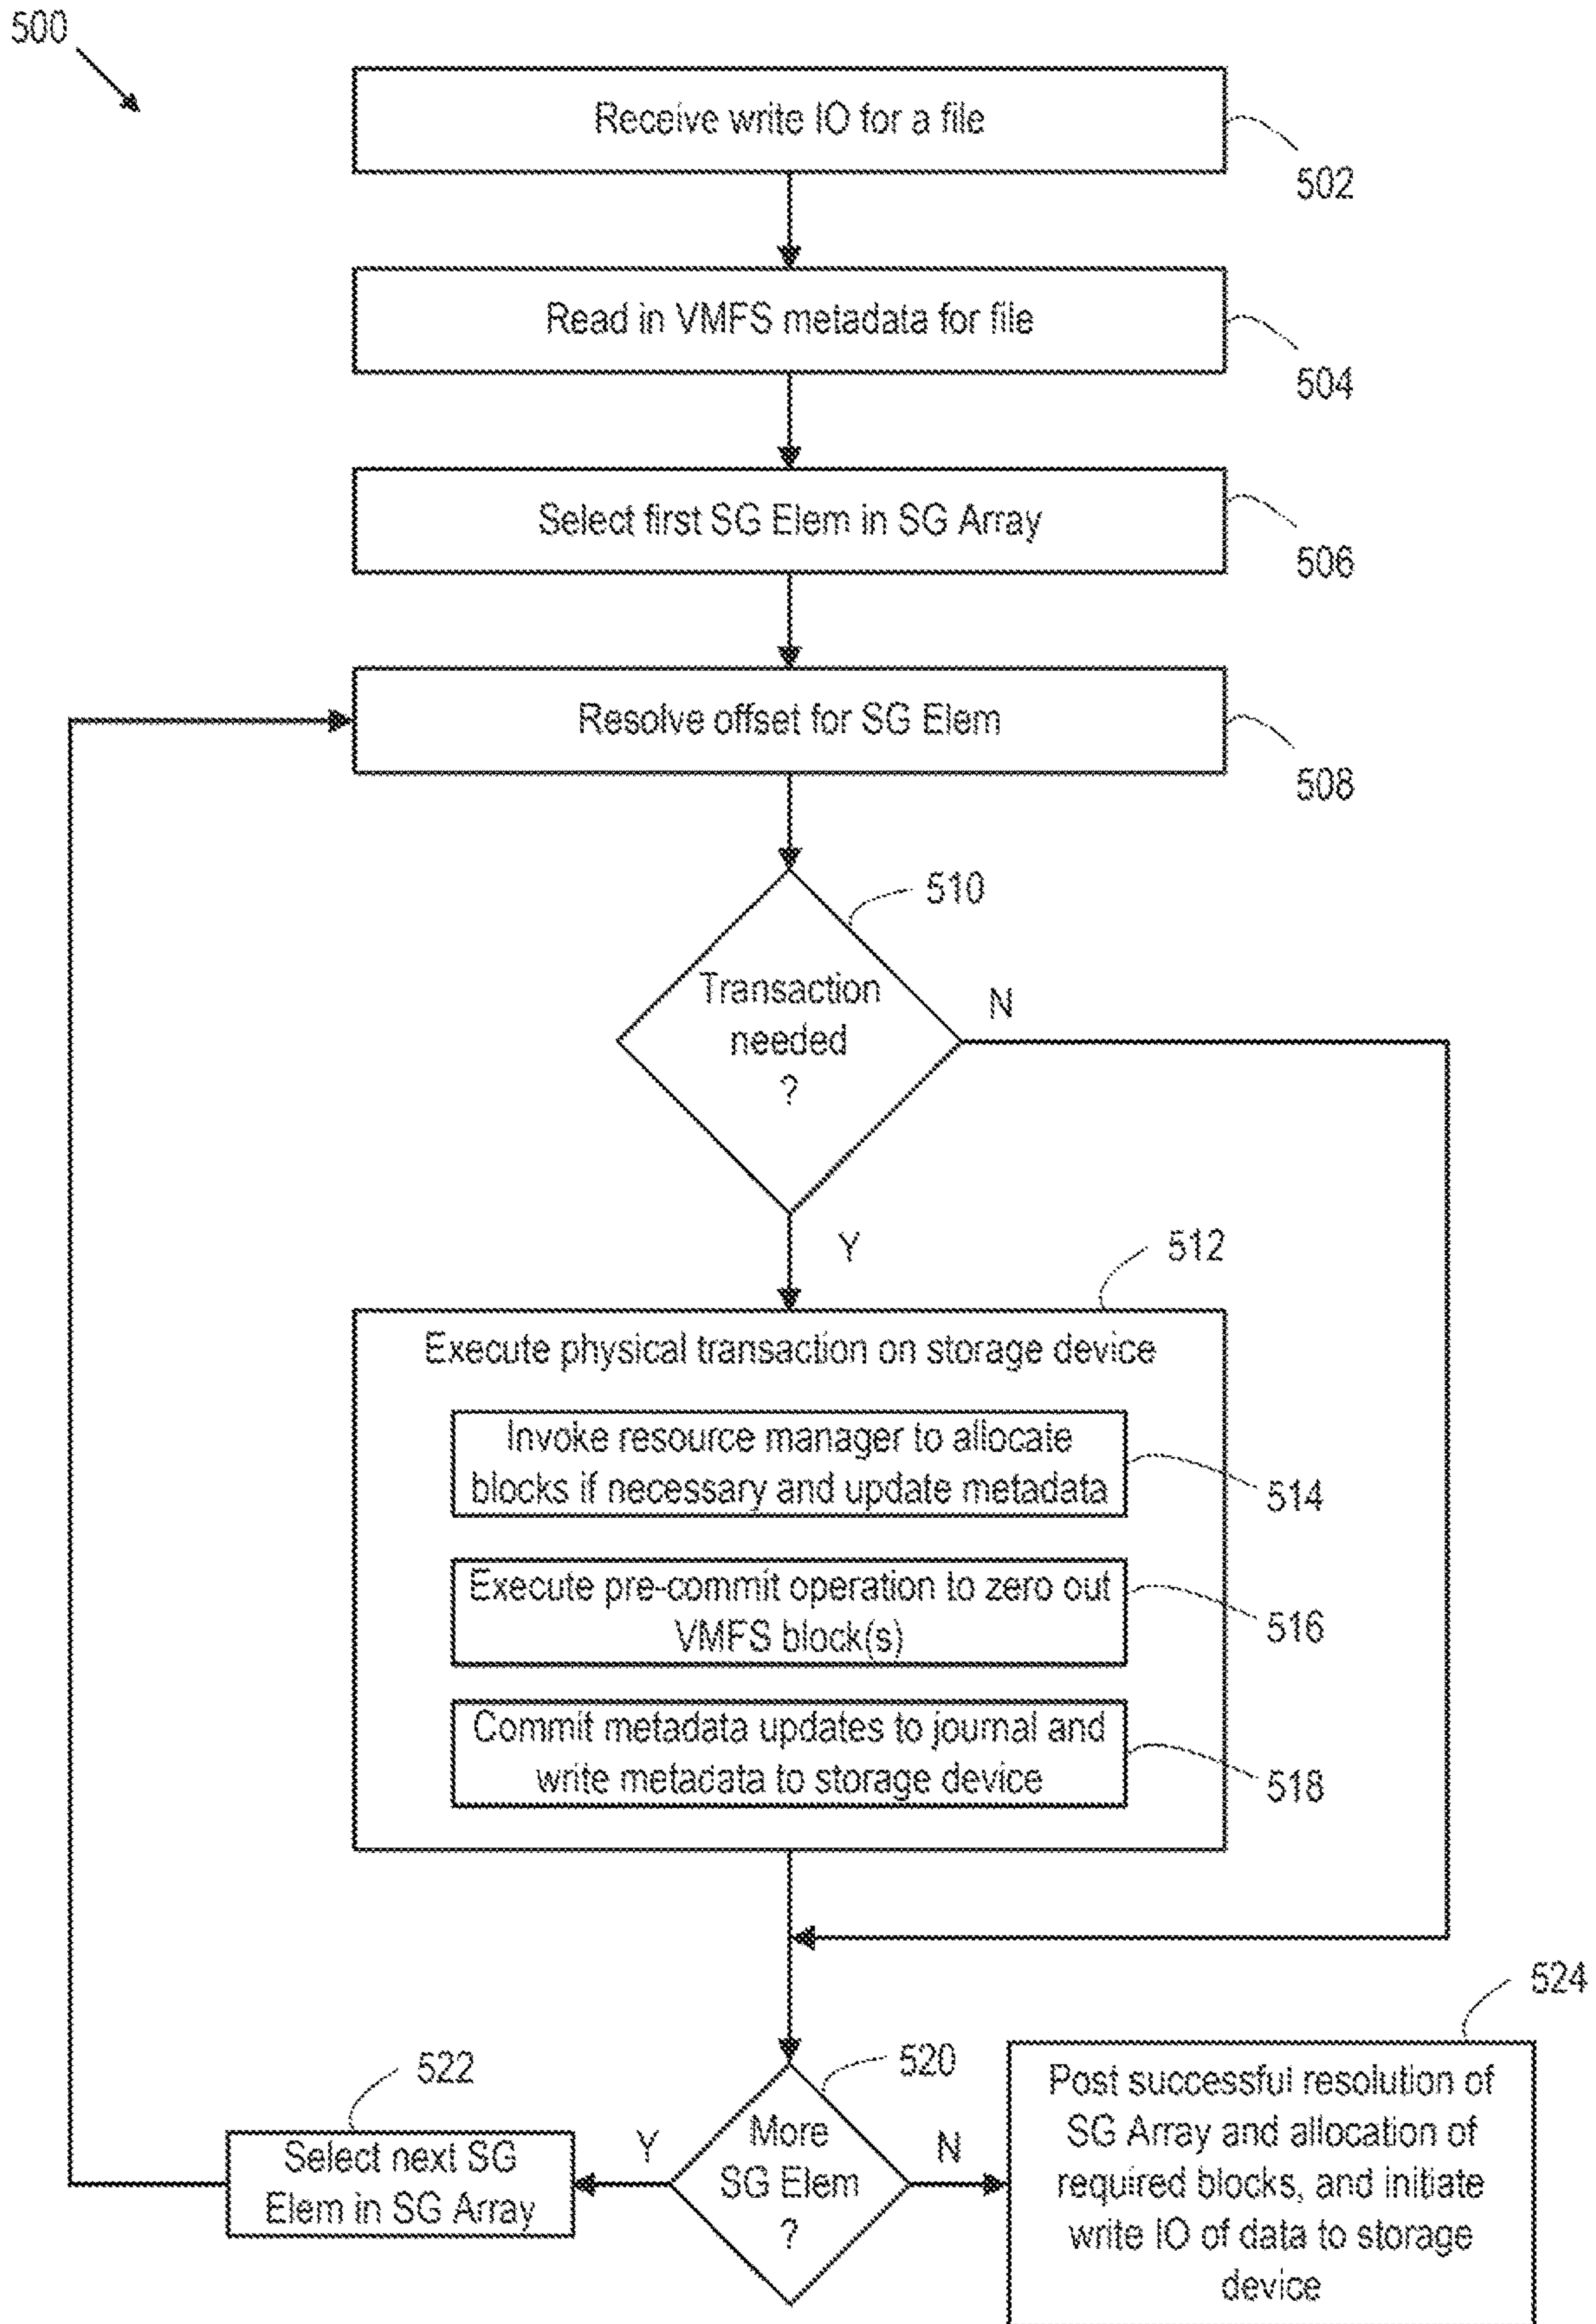 500
Receive write IO for a file
502
Read in VMFS metadata for file
504
Select first SG Elem in SG Array
506
Resolve offset for SG Elem
508
510
Transaction
needed
?
N
Y
512
Execute physical transaction on storage device
Invoke resource manager to allocate
blocks if necessary and update metadata
514
Execute pre-commit operation to zero out
VMFS block(s)
516
Commit metadata updates to journal and
write metadata to storage device
518
520
More
SG Elem
?
Y
N
522
Select next SG
Elem in SG Array
524
Post successful resolution of
SG Array and allocation of
required blocks, and initiate
write IO of data to storage
device